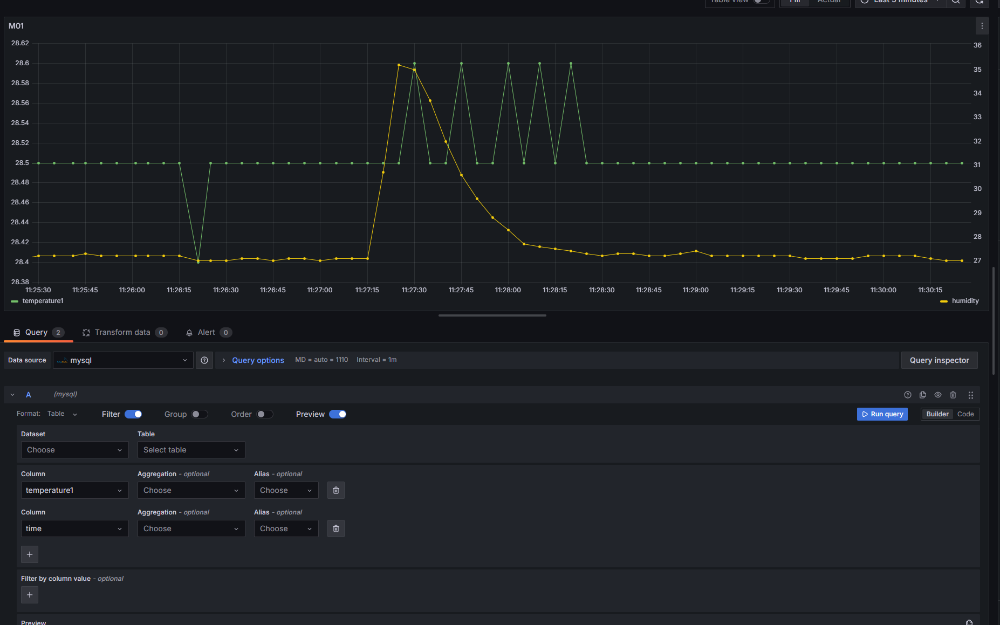 Table view Fill Actual Last 5 minutes
M01
28.62
28.6
28.58
28.56
28.54
28.52
28.5
28.48
28.46
28.44
28.42
28.4
28.38
36
35
34
33
32
31
30
29
28
27
11:25:30 11:25:45 11:26:00 11:26:15 11:26:30 11:26:45 11:27:00 11:27:15 11:27:30 11:27:45 11:28:00 11:28:15 11:28:30 11:28:45 11:29:00 11:29:15 11:29:30 11:29:45 11:30:00 11:30:15
temperature1 humidity
Query 2 Transform data 0 Alert 0
Data source mysql Query options MD = auto = 1110 Interval = 1m Query inspector
A (mysql)
Format: Table Filter Group Order Preview Run query Builder Code
Dataset Table
Choose Select table
Column Aggregation - optional Alias - optional
temperature1 Choose Choose
Column Aggregation - optional Alias - optional
time Choose Choose
+
Filter by column value - optional
+
Preview